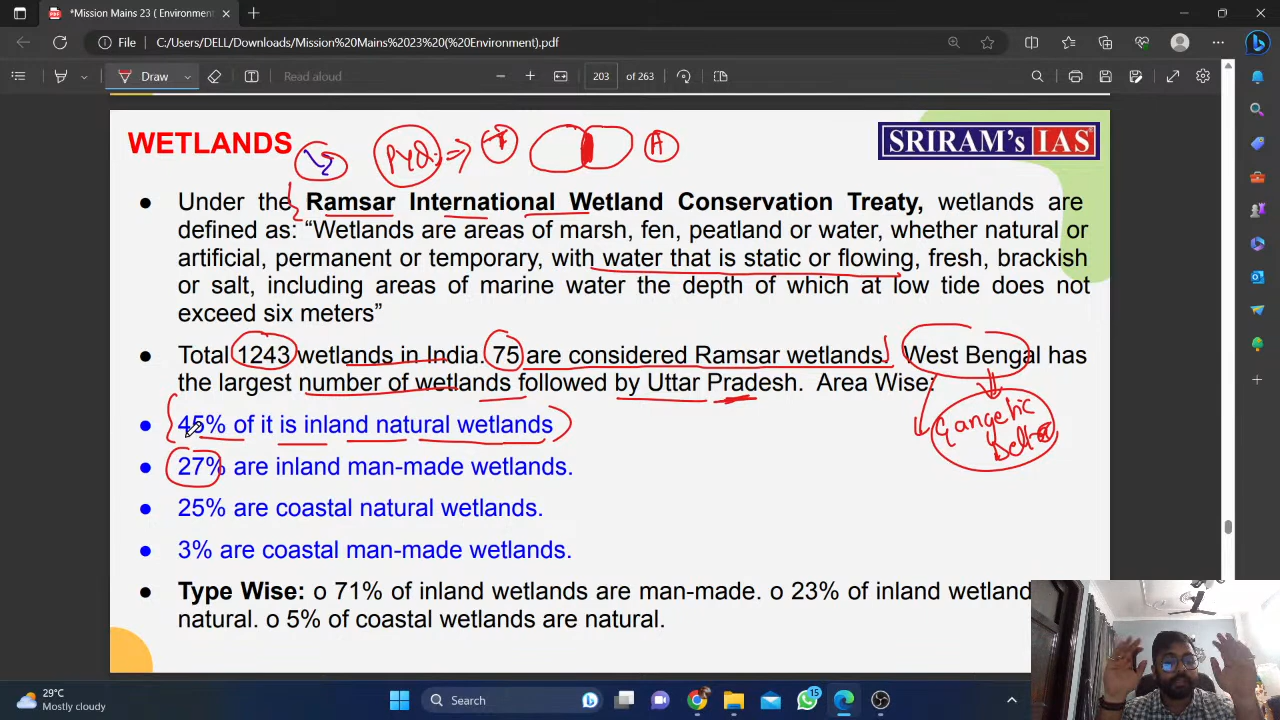 *Mission Mains 23 ( Environment
File
C:/Users/DELL/Downloads/Mission%20Mains%2023%20(%20Environment).pdf
Draw
Read aloud
203 of 263
WETLANDS
PYQ
A
SRIRAM's IAS
Under the Ramsar International Wetland Conservation Treaty, wetlands are
defined as: “Wetlands are areas of marsh, fen, peatland or water, whether natural or
artificial, permanent or temporary, with water that is static or flowing, fresh, brackish
or salt, including areas of marine water the depth of which at low tide does not
exceed six meters”
Total 1243 wetlands in India. 75 are considered Ramsar wetlands. West Bengal has
the largest number of wetlands followed by Uttar Pradesh. Area Wise:
Gangetic
Delta
45% of it is inland natural wetlands
27% are inland man-made wetlands.
25% are coastal natural wetlands.
3% are coastal man-made wetlands.
Type Wise: o 71% of inland wetlands are man-made. o 23% of inland wetland
natural. o 5% of coastal wetlands are natural.
29°C
Mostly cloudy
Search
15